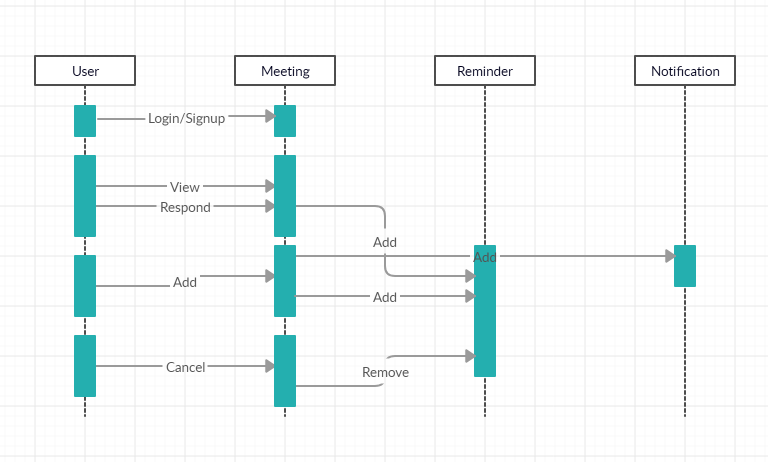 User
Meeting
Reminder
Notification
Login/Signup
View
Respond
Add
Add
Add
Add
Cancel
Remove